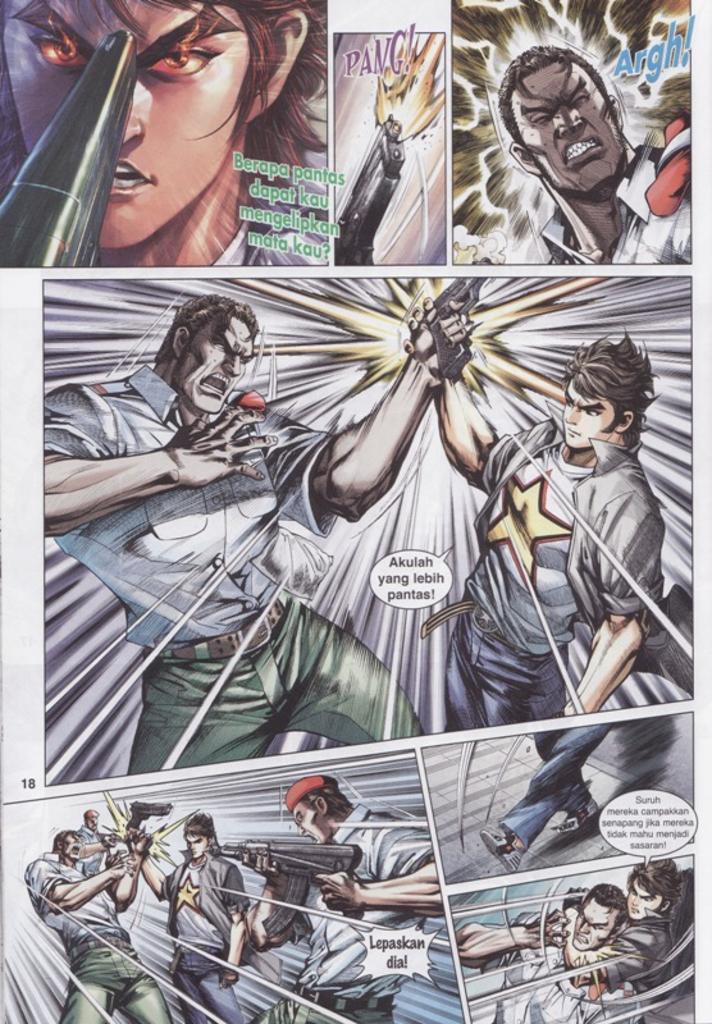 PANG!
Argh!
Berapa pantas
dapat kau
mengelipkan
mata kau?
Akulah
yang lebih
pantas!
18
Suruh
mereka campakkan
senapang jika mereka
tidak mahu menjadi
sasaran!
Lepaskan
dia!